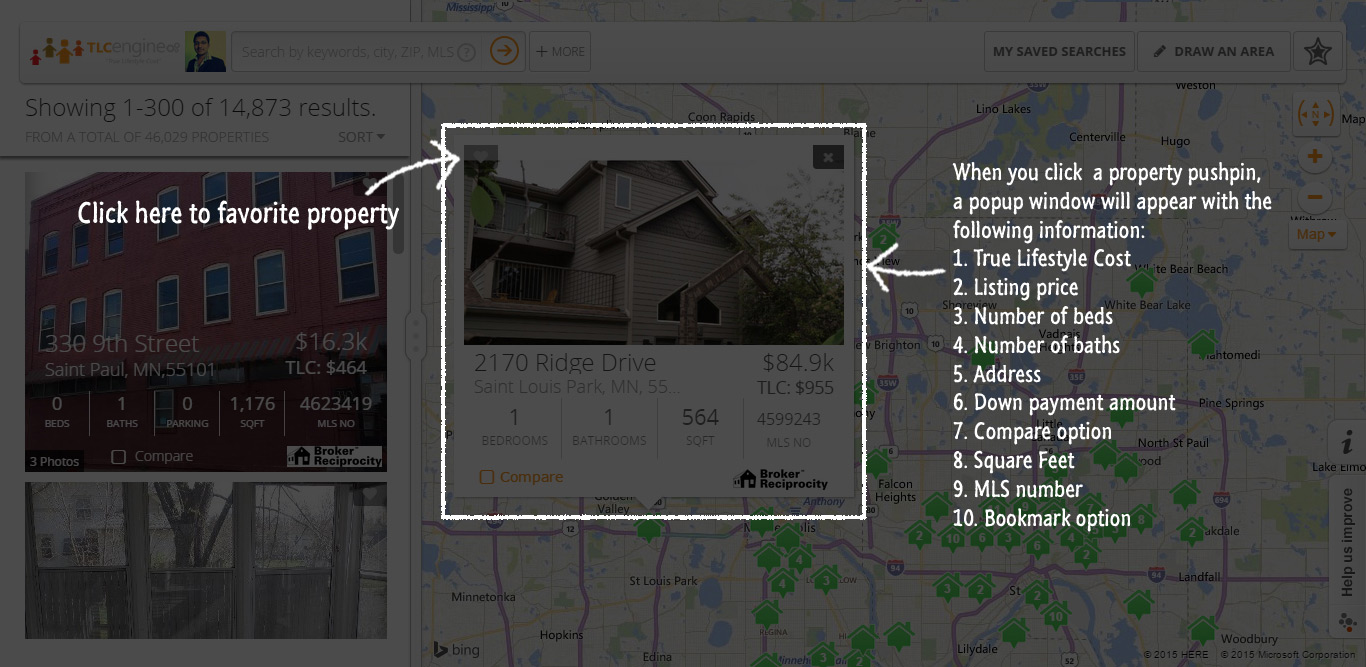 Mississippi
TLCengine
Search by keywords, city, ZIP, MLS
?
+ MORE
MY SAVED SEARCHES
DRAW AN AREA
Showing 1-300 of 14,873 results.
FROM A TOTAL OF 46,029 PROPERTIES
SORT
Click here to favorite property
330 9th Street
$16.3k
Saint Paul, MN,55101
TLC: $464
0
1
0
1,176
4623419
BEDS
BATHS
PARKING
SQFT
MLS NO
3 Photos
Compare
Broker
Reciprocity
2170 Ridge Drive
$84.9k
Saint Louis Park, MN, 55...
TLC: $955
1
1
564
4599243
BEDROOMS
BATHROOMS
SQFT
MLS NO
Compare
Broker
Reciprocity
When you click a property pushpin,
a popup window will appear with the
following information:
1. True Lifestyle Cost
2. Listing price
3. Number of beds
4. Number of baths
5. Address
6. Down payment amount
7. Compare option
8. Square Feet
9. MLS number
10. Bookmark option
Weston
Lino Lakes
Coon Rapids
Centerville
Hugo
N
Map
White Bear Beach
White Bear Lake
Mahtomedi
Pine Springs
North St Paul
Lake Elmo
Falcon
Heights
Golden
Valley
Anthony
Oakdale
Landfall
St Louis Park
Minnetonka
Hopkins
Edina
REGINA
Lilydale
Woodbury
i
Help us improve
bing
© 2015 HERE
© 2015 Microsoft Corporation